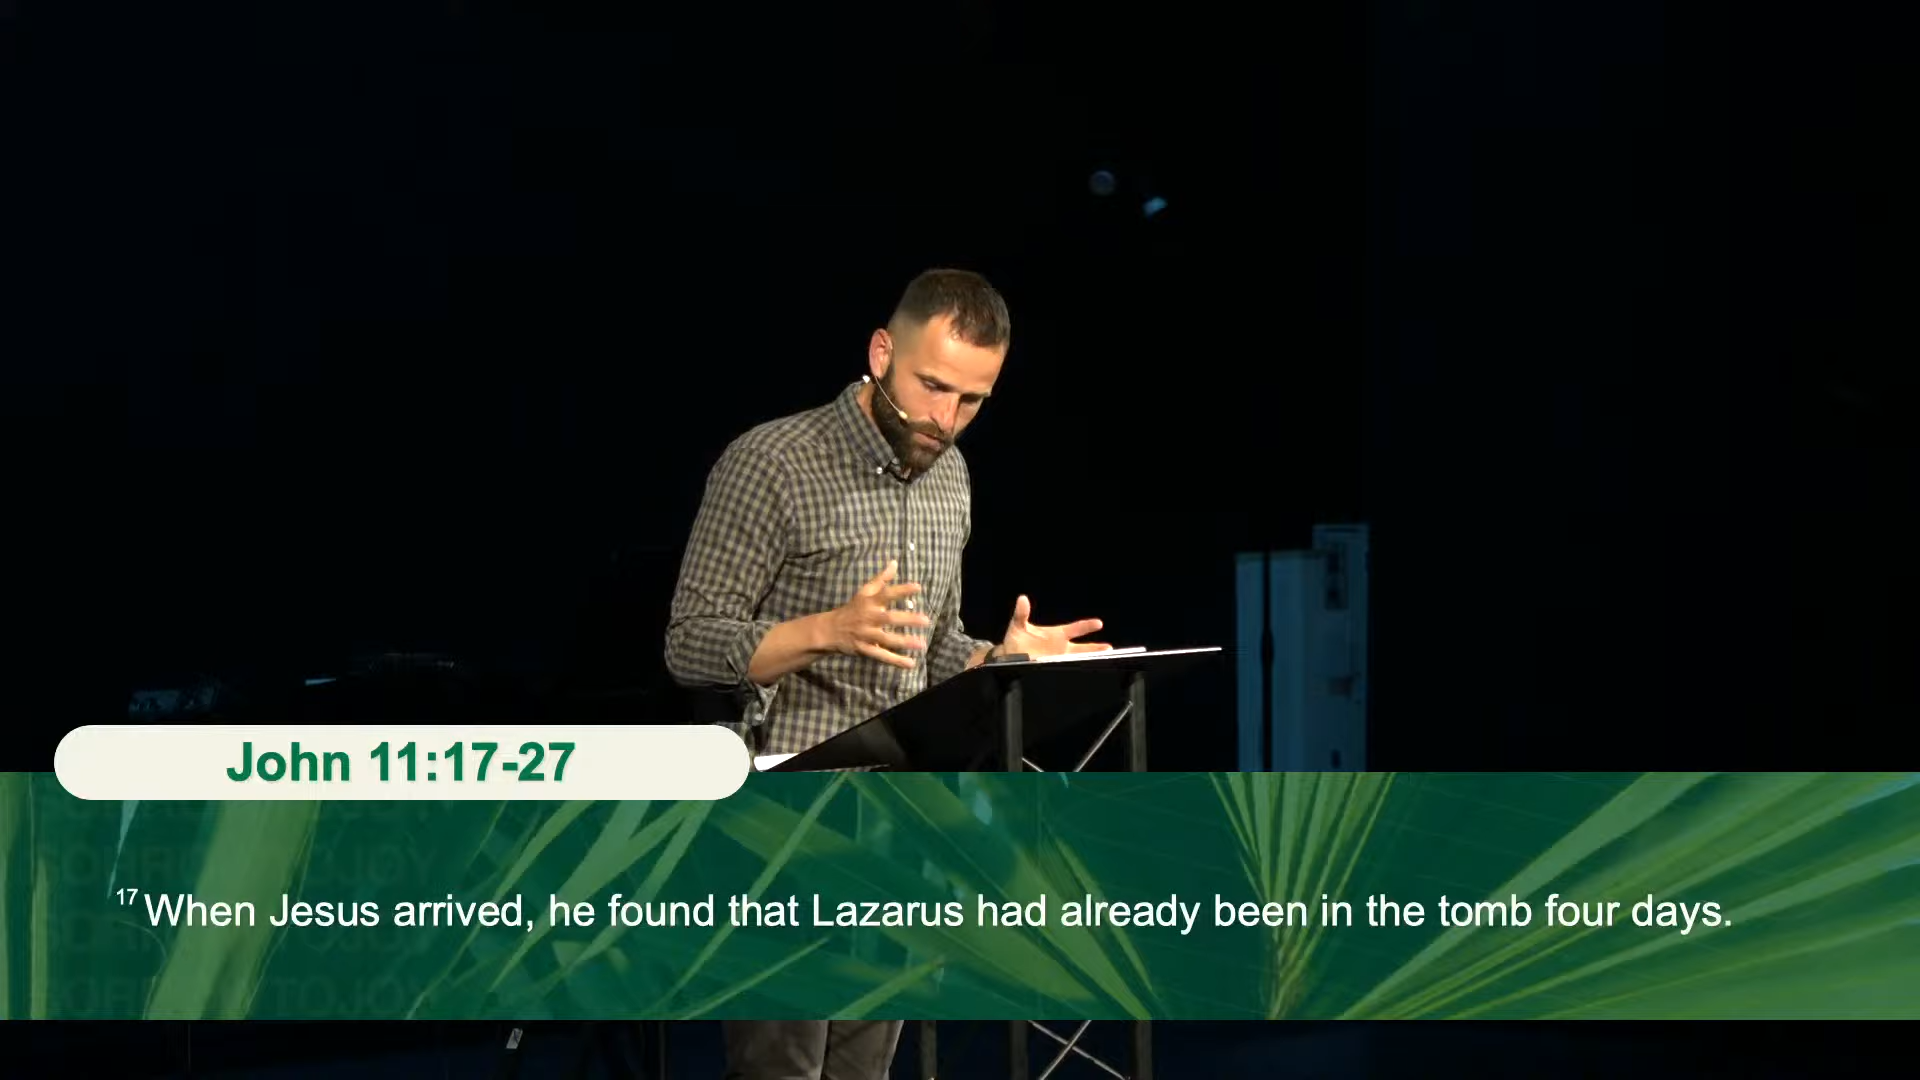 John 11:17-27
17 When Jesus arrived, he found that Lazarus had already been in the tomb four days.